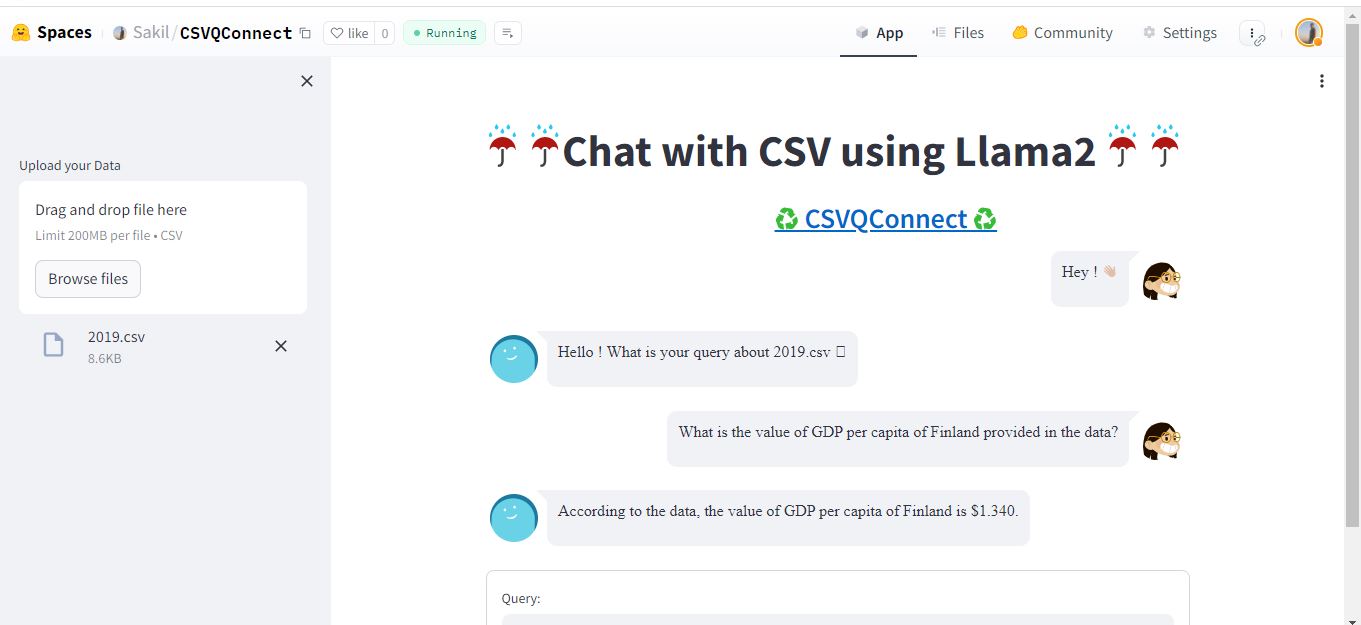 Spaces
Sakil/CSVQConnect
like 0
Running
App
Files
Community
Settings
Upload your Data
Drag and drop file here
Limit 200MB per file • CSV
Browse files
2019.csv
8.6KB
Chat with CSV using Llama2
CSVQConnect
Hey !
Hello ! What is your query about 2019.csv
What is the value of GDP per capita of Finland provided in the data?
According to the data, the value of GDP per capita of Finland is $1.340.
Query: